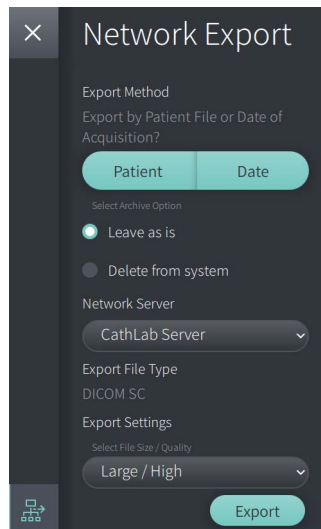 Network Export
Export Method
Export by Patient File or Date of
Acquisition?
Patient Date
Select Archive Option
Leave as is
Delete from system
Network Server
CathLab Server
Export File Type
DICOM SC
Export Settings
Select File Size / Quality
Large / High
Export